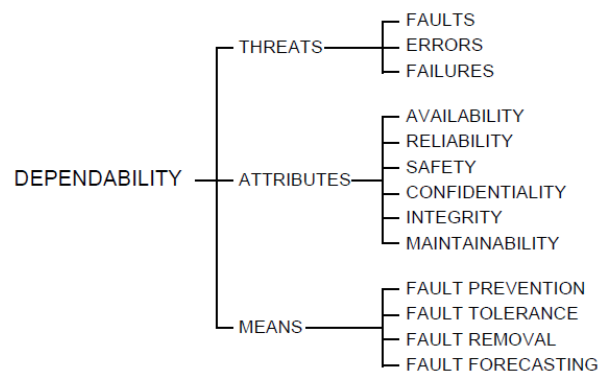 DEPENDABILITY
THREATS
FAULTS
ERRORS
FAILURES
ATTRIBUTES
AVAILABILITY
RELIABILITY
SAFETY
CONFIDENTIALITY
INTEGRITY
MAINTAINABILITY
MEANS
FAULT PREVENTION
FAULT TOLERANCE
FAULT REMOVAL
FAULT FORECASTING